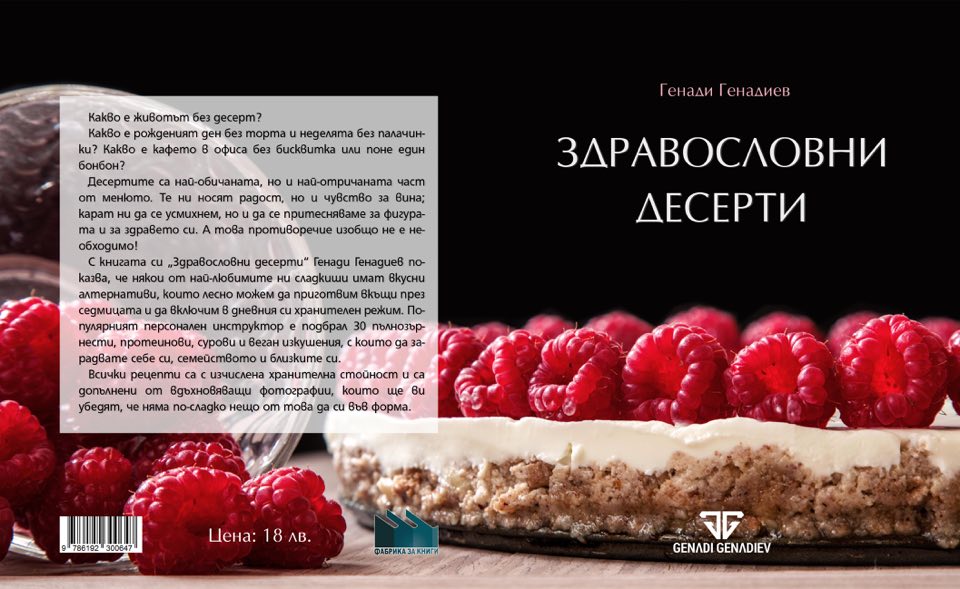 Какво е животът без десерт?
Какво е рожденият ден без торта и неделята без палачин-
ки? Какво е кафето в офиса без бисквитка или поне един
бонбон?
Десертите са най-обичаната, но и най-отричаната част
от менюто. Те ни носят радост, но и чувство за вина;
карат ни да се усмихнем, но и да се притесняваме за фигура-
та и за здравето си. А това противоречие изобщо не е не-
обходимо!
С книгата си „Здравословни десерти“ Генади Генадиев по-
казва, че някои от най-любимите ни сладкиши имат вкусни
алтернативи, които лесно можем да приготвим вкъщи през
седмицата и да включим в дневния си хранителен режим. По-
пулярният персонален инструктор е подбрал 30 пълнозър-
нести, протеинови, сурови и веган изкушения, с които да за-
радвате себе си, семейството и близките си.
Всички рецепти са с изчислена хранителна стойност и са
допълнени от вдъхновяващи фотографии, които ще ви
убедят, че няма по-сладко нещо от това да си във форма.
9 786192 300647
Цена: 18 лв.
ФАБРИКА ЗА КНИГИ
Генади Генадиев
ЗДРАВОСЛОВНИ
ДЕСЕРТИ
GG
GENADI GENADIEV